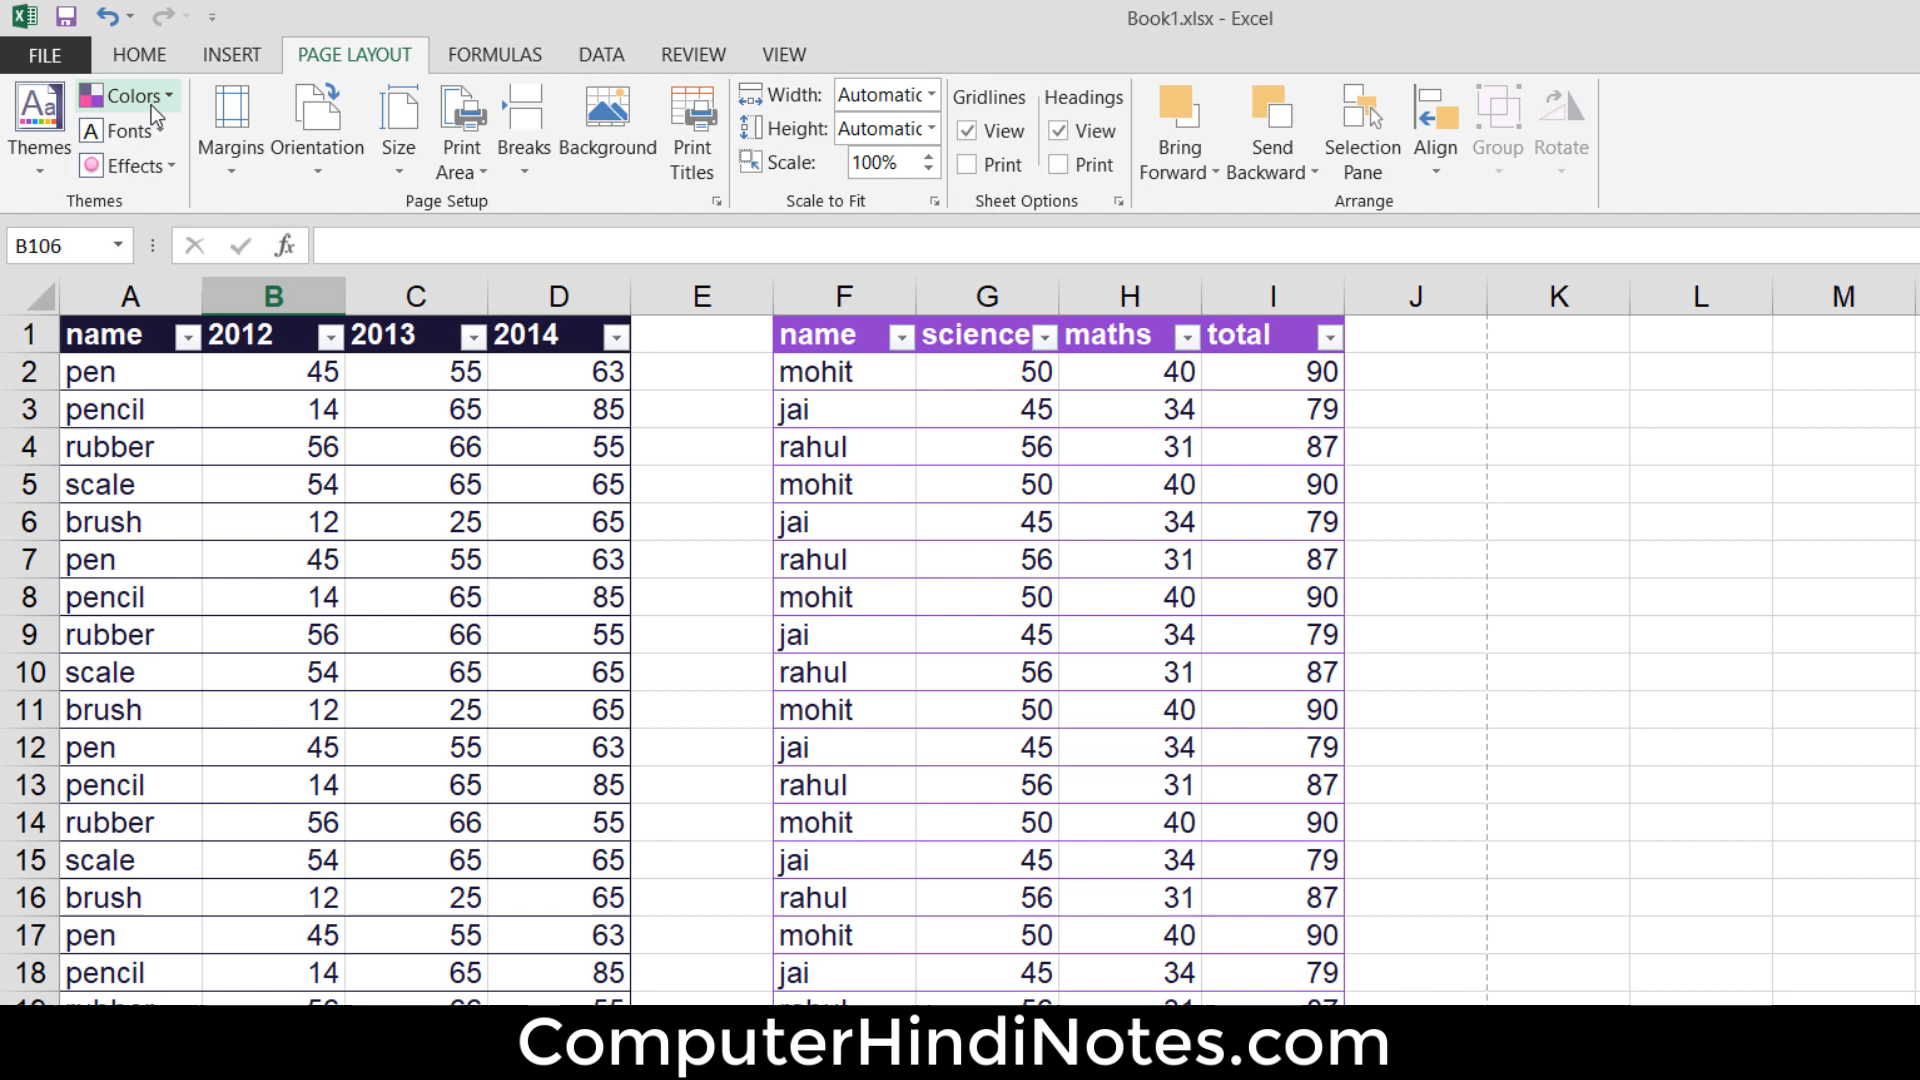 Book1.xlsx - Excel
FILE HOME INSERT PAGE LAYOUT FORMULAS DATA REVIEW VIEW
Aa Colors Width: Automatic Gridlines Headings
A Fonts Height: Automatic View View
Themes Effects Margins Orientation Size Print Area Breaks Background Print Titles Scale: 100% Print Print Bring Forward Send Backward Selection Pane Align Group Rotate
Themes Page Setup Scale to Fit Sheet Options Arrange
B106 fx
A B C D E F G H I J K L M
1 name 2012 2013 2014 name science maths total
2 pen 45 55 63 mohit 50 40 90
3 pencil 14 65 85 jai 45 34 79
4 rubber 56 66 55 rahul 56 31 87
5 scale 54 65 65 mohit 50 40 90
6 brush 12 25 65 jai 45 34 79
7 pen 45 55 63 rahul 56 31 87
8 pencil 14 65 85 mohit 50 40 90
9 rubber 56 66 55 jai 45 34 79
10 scale 54 65 65 rahul 56 31 87
11 brush 12 25 65 mohit 50 40 90
12 pen 45 55 63 jai 45 34 79
13 pencil 14 65 85 rahul 56 31 87
14 rubber 56 66 55 mohit 50 40 90
15 scale 54 65 65 jai 45 34 79
16 brush 12 25 65 rahul 56 31 87
17 pen 45 55 63 mohit 50 40 90
18 pencil 14 65 85 jai 45 34 79
ComputerHindiNotes.com